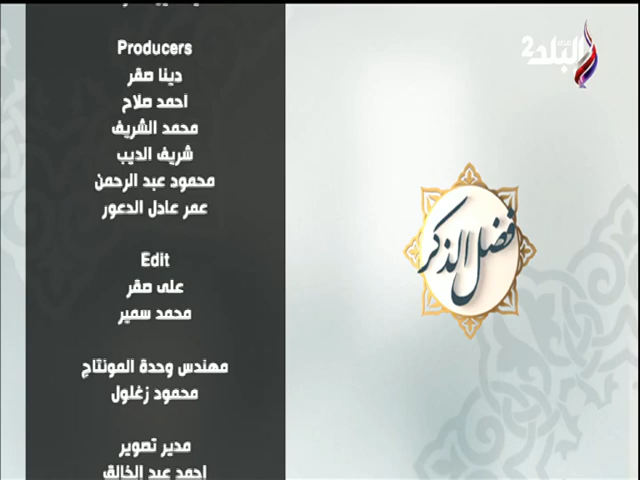 Producers
دينا صقر
احمد صلاح
محمد الشريف
شريف الديب
محمود عبد الرحمن
عمر عادل الدعور
Edit
على صقر
محمد سمير
مهندس وحدة المونتاج
محمود زغلول
مدير تصوير
احمد عبد الخالق
فضل الذكر
البلد 2